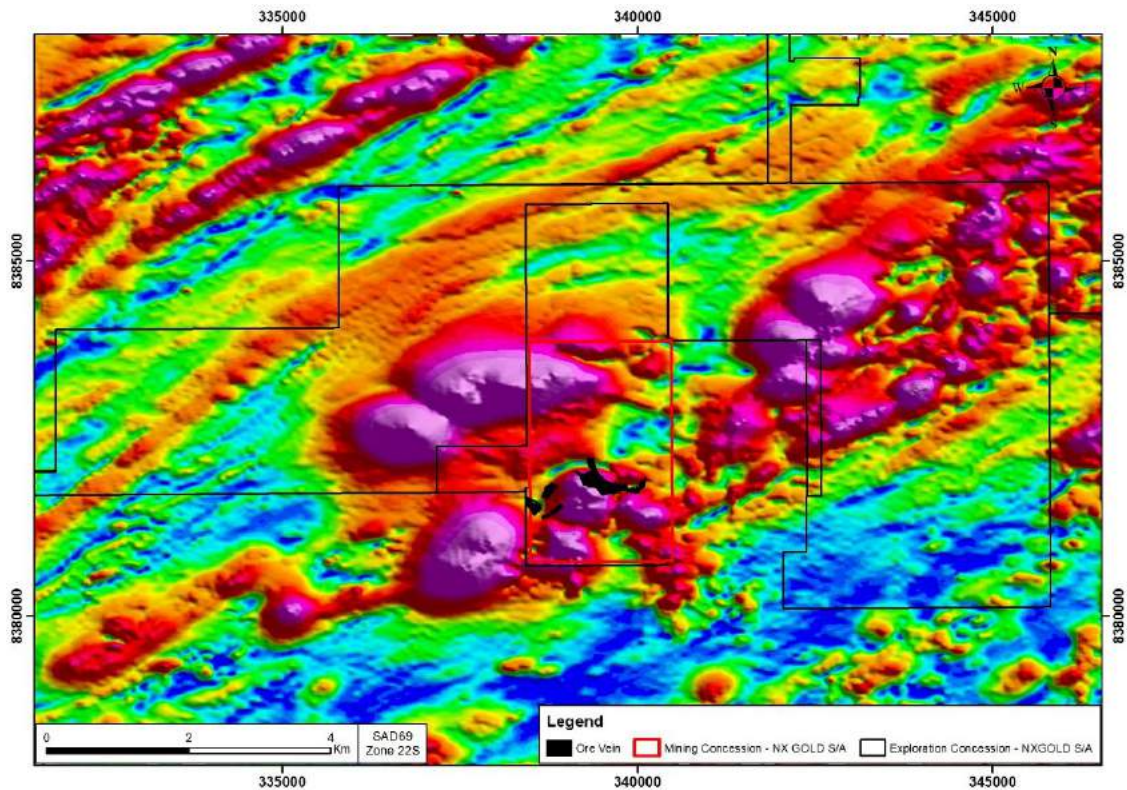 335000 340000 345000
N
W
8385000 8385000
8380000 8380000
0 2 4
Km
SAD69
Zone 22S
Legend
Ore Vein Mining Concession - NX GOLD S/A Exploration Concession - NXGOLD S/A
335000 340000 345000